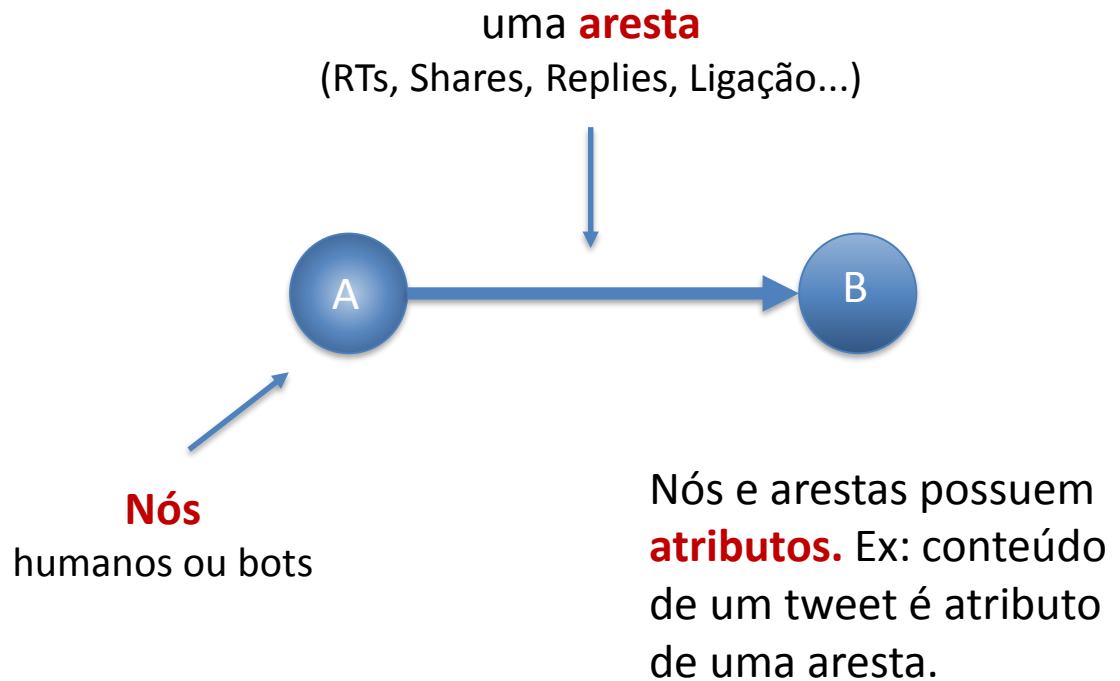 uma aresta
(RTs, Shares, Replies, Ligação...)
A
B
Nós
humanos ou bots
Nós e arestas possuem
atributos. Ex: conteúdo
de um tweet é atributo
de uma aresta.